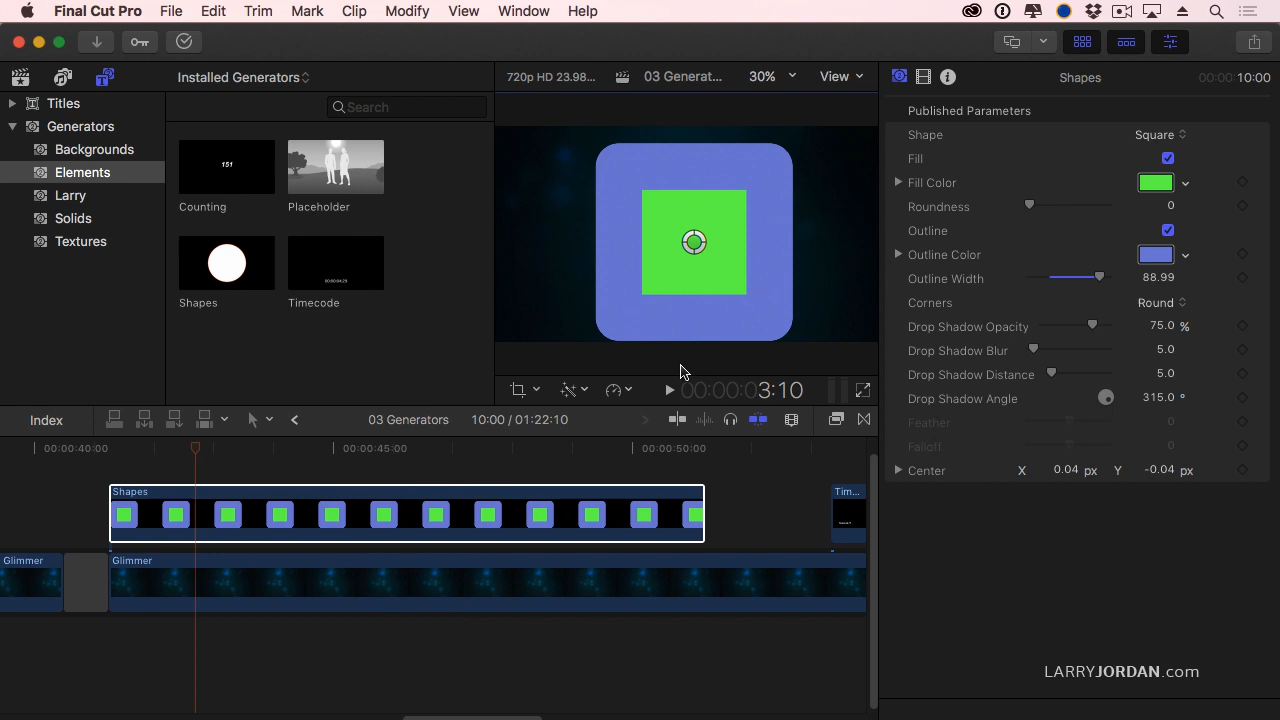 Final Cut Pro File Edit Trim Mark Clip Modify View Window Help
Installed Generators 720p HD 23.98... 03 Generat... 30% View Shapes 00:00:10:00
Titles
Generators
Backgrounds
Elements
Larry
Solids
Textures
Search
151
Counting
Placeholder
Shapes
00:00:04:23
Timecode
00:00:03:10
Published Parameters
Shape Square
Fill
Fill Color
Roundness 0
Outline
Outline Color
Outline Width 88.99
Corners Round
Drop Shadow Opacity 75.0 %
Drop Shadow Blur 5.0
Drop Shadow Distance 5.0
Drop Shadow Angle 315.0 °
Feather 0
Falloff 0
Center X 0.04 px Y -0.04 px
Index 03 Generators 10:00 / 01:22:10
00:00:40:00 00:00:45:00 00:00:50:00
Shapes Tim...
Glimmer Glimmer
LARRYJORDAN.com